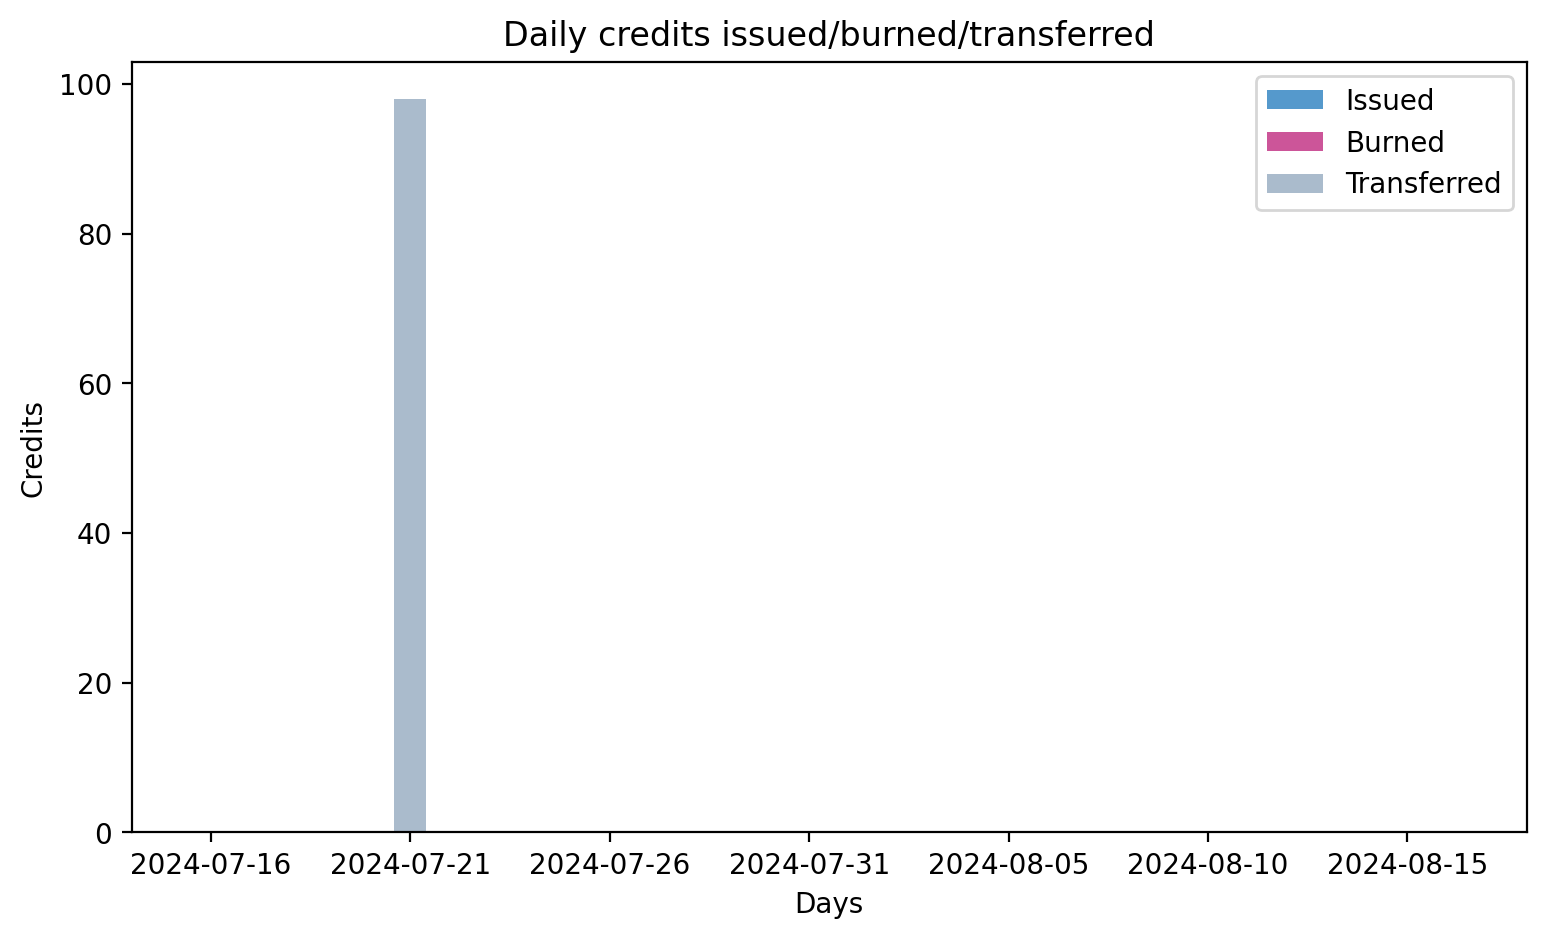 Daily credits issued/burned/transferred
Issued
Burned
Transferred
Credits
100
80
60
40
20
0
2024-07-16 2024-07-21 2024-07-26 2024-07-31 2024-08-05 2024-08-10 2024-08-15
Days